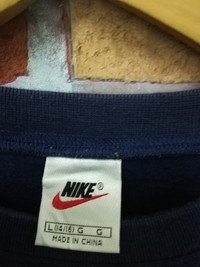 NIKE®
L (14/16) G G
MADE IN CHINA